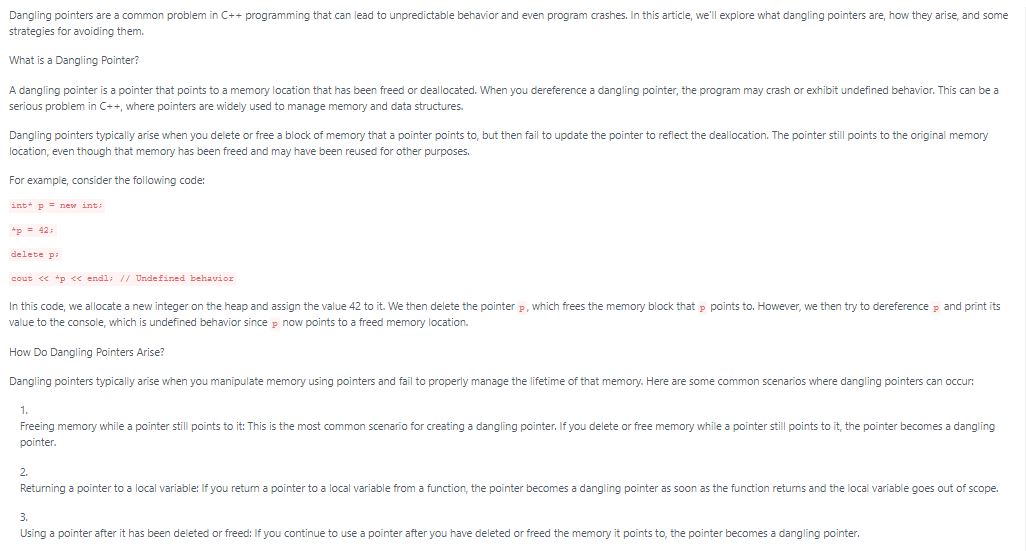 Dangling pointers are a common problem in C++ programming that can lead to unpredictable behavior and even program crashes. In this article, we'll explore what dangling pointers are, how they arise, and some
strategies for avoiding them.
What is a Dangling Pointer?
A dangling pointer is a pointer that points to a memory location that has been freed or deallocated. When you dereference a dangling pointer, the program may crash or exhibit undefined behavior. This can be a
serious problem in C++, where pointers are widely used to manage memory and data structures.
Dangling pointers typically arise when you delete or free a block of memory that a pointer points to, but then fail to update the pointer to reflect the deallocation. The pointer still points to the original memory
location, even though that memory has been freed and may have been reused for other purposes.
For example, consider the following code:
int* p = new int;
*p = 42;
delete p;
cout << *p << endl; // Undefined behavior
In this code, we allocate a new integer on the heap and assign the value 42 to it. We then delete the pointer p, which frees the memory block that p points to. However, we then try to dereference p and print its
value to the console, which is undefined behavior since p now points to a freed memory location.
How Do Dangling Pointers Arise?
Dangling pointers typically arise when you manipulate memory using pointers and fail to properly manage the lifetime of that memory. Here are some common scenarios where dangling pointers can occur:
1.
Freeing memory while a pointer still points to it: This is the most common scenario for creating a dangling pointer. If you delete or free memory while a pointer still points to it, the pointer becomes a dangling
pointer.
2.
Returning a pointer to a local variable: If you return a pointer to a local variable from a function, the pointer becomes a dangling pointer as soon as the function returns and the local variable goes out of scope.
3.
Using a pointer after it has been deleted or freed: If you continue to use a pointer after you have deleted or freed the memory it points to, the pointer becomes a dangling pointer.